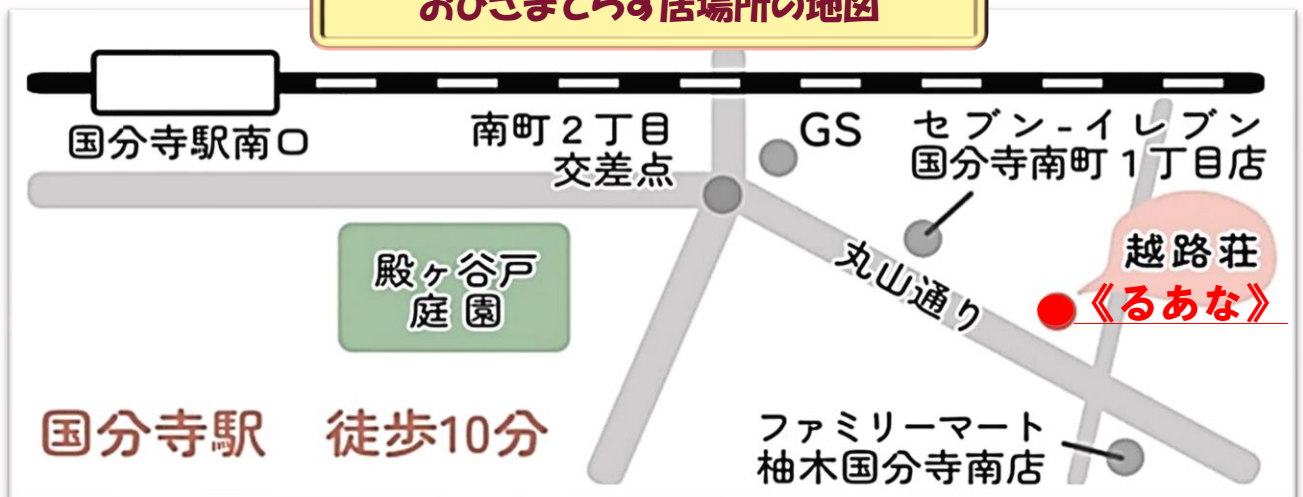 おひさまてらす居場所の地図
国分寺駅南口
南町2丁目
交差点
GS
セブン-イレブン
国分寺南町1丁目店
殿ヶ谷戸
庭園
丸山通り
越路荘
《るあな》
国分寺駅 徒歩10分
ファミリーマート
柚木国分寺南店